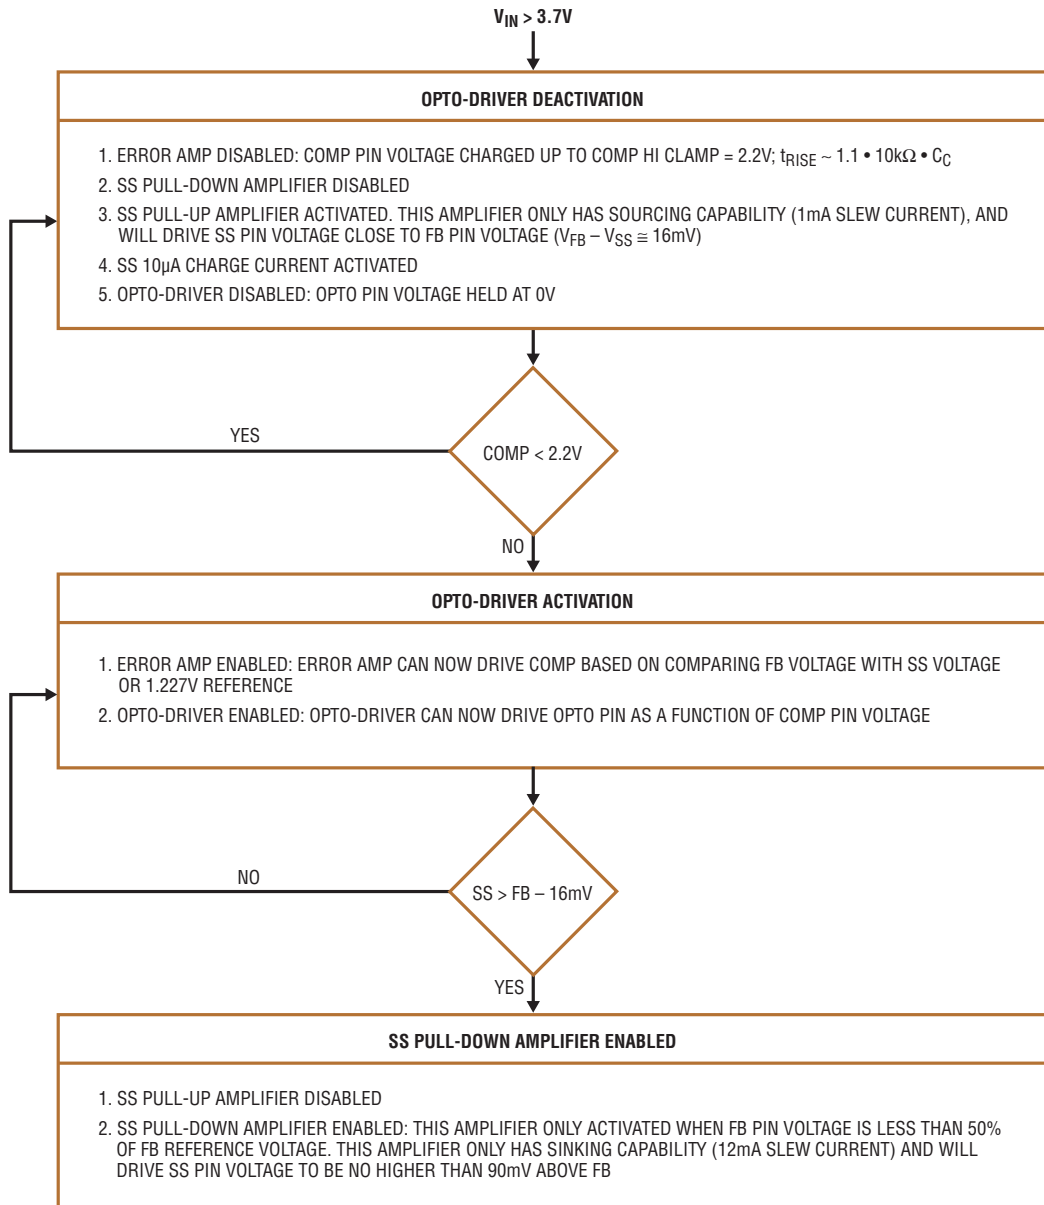 V_IN > 3.7V
OPTO-DRIVER DEACTIVATION
1. ERROR AMP DISABLED: COMP PIN VOLTAGE CHARGED UP TO COMP HI CLAMP = 2.2V; t_RISE ~ 1.1 • 10kΩ • C_C
2. SS PULL-DOWN AMPLIFIER DISABLED
3. SS PULL-UP AMPLIFIER ACTIVATED. THIS AMPLIFIER ONLY HAS SOURCING CAPABILITY (1mA SLEW CURRENT), AND
WILL DRIVE SS PIN VOLTAGE CLOSE TO FB PIN VOLTAGE (V_FB – V_SS ≅ 16mV)
4. SS 10µA CHARGE CURRENT ACTIVATED
5. OPTO-DRIVER DISABLED: OPTO PIN VOLTAGE HELD AT 0V
YES
COMP < 2.2V
NO
OPTO-DRIVER ACTIVATION
1. ERROR AMP ENABLED: ERROR AMP CAN NOW DRIVE COMP BASED ON COMPARING FB VOLTAGE WITH SS VOLTAGE
OR 1.227V REFERENCE
2. OPTO-DRIVER ENABLED: OPTO-DRIVER CAN NOW DRIVE OPTO PIN AS A FUNCTION OF COMP PIN VOLTAGE
NO
SS > FB – 16mV
YES
SS PULL-DOWN AMPLIFIER ENABLED
1. SS PULL-UP AMPLIFIER DISABLED
2. SS PULL-DOWN AMPLIFIER ENABLED: THIS AMPLIFIER ONLY ACTIVATED WHEN FB PIN VOLTAGE IS LESS THAN 50%
OF FB REFERENCE VOLTAGE. THIS AMPLIFIER ONLY HAS SINKING CAPABILITY (12mA SLEW CURRENT) AND WILL
DRIVE SS PIN VOLTAGE TO BE NO HIGHER THAN 90mV ABOVE FB